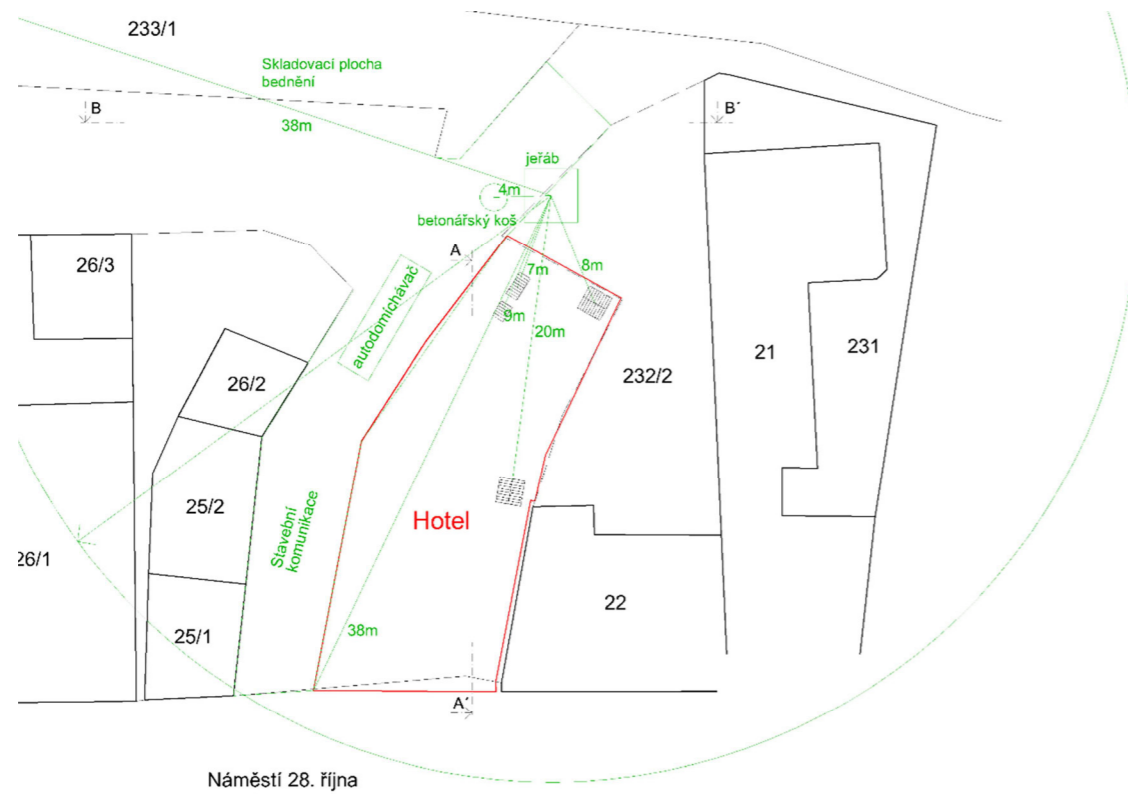 233/1
Skladovací plocha
bednění
B
B´
38m
jeřáb
4m
betonářský koš
A
26/3
7m
8m
9m
20m
autodomíchávač
26/2
232/2
21
231
25/2
Stavební
komunikace
Hotel
26/1
22
25/1
38m
A´
Náměstí 28. října